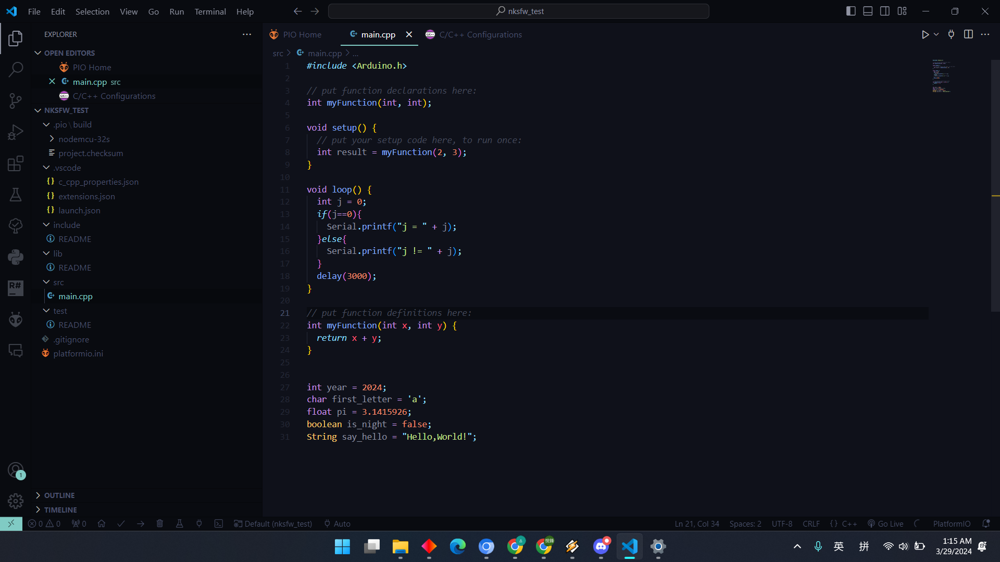 File Edit Selection View Go Run Terminal Help
nksfw_test
EXPLORER
OPEN EDITORS
PIO Home
main.cpp src
C/C++ Configurations
NKSFW_TEST
.pio\build
nodemcu-32s
project.checksum
.vscode
c_cpp_properties.json
extensions.json
launch.json
include
README
lib
README
src
main.cpp
test
README
.gitignore
platformio.ini
OUTLINE
TIMELINE
PIO Home main.cpp C/C++ Configurations
src > main.cpp > ...
1 #include <Arduino.h>
2
3 // put function declarations here:
4 int myFunction(int, int);
5
6 void setup() {
7 // put your setup code here, to run once:
8 int result = myFunction(2, 3);
9 }
10
11 void loop() {
12 int j = 0;
13 if(j==0){
14 Serial.printf("j = " + j);
15 }else{
16 Serial.printf("j != " + j);
17 }
18 delay(3000);
19 }
20
21 // put function definitions here:
22 int myFunction(int x, int y) {
23 return x + y;
24 }
25
26
27 int year = 2024;
28 char first_letter = 'a';
29 float pi = 3.1415926;
30 boolean is_night = false;
31 String say_hello = "Hello,World!";
R#
1
0 0 0 Default (nksfw_test) Auto Ln 21, Col 34 Spaces: 2 UTF-8 CRLF {} C++ Go Live PlatformIO
英 拼 1:15 AM
3/29/2024